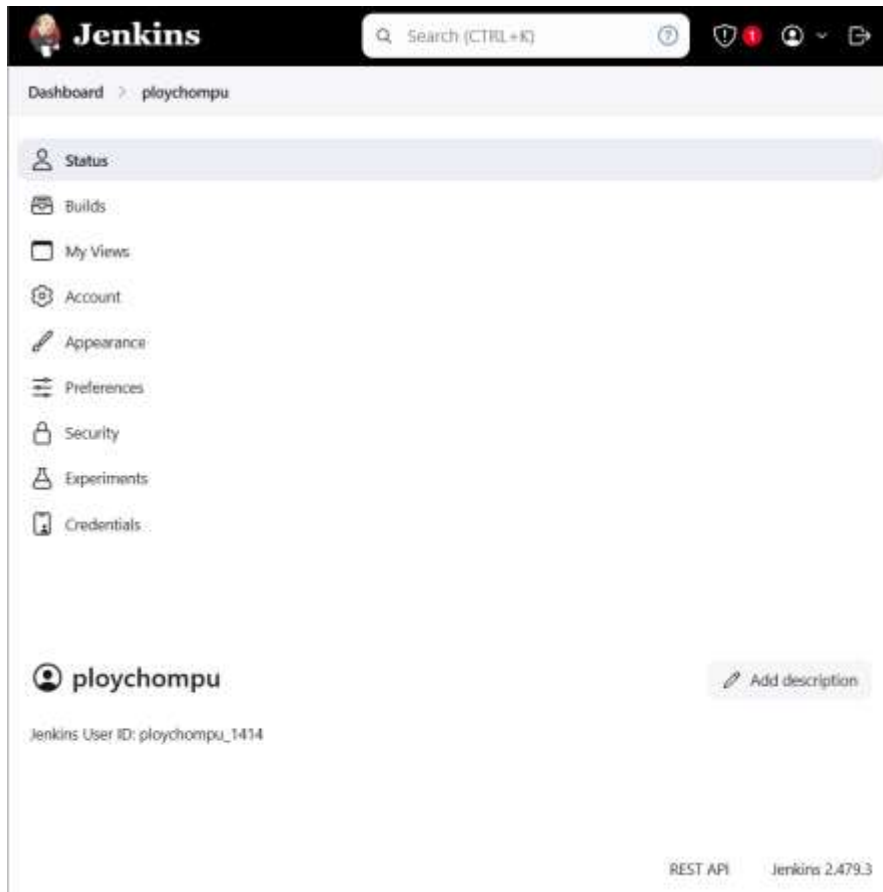 Jenkins Search (CTRL+K) ? 1
Dashboard > ploychompu
Status
Builds
My Views
Account
Appearance
Preferences
Security
Experiments
Credentials
ploychompu Add description
Jenkins User ID: ploychompu_1414
REST API Jenkins 2.479.3